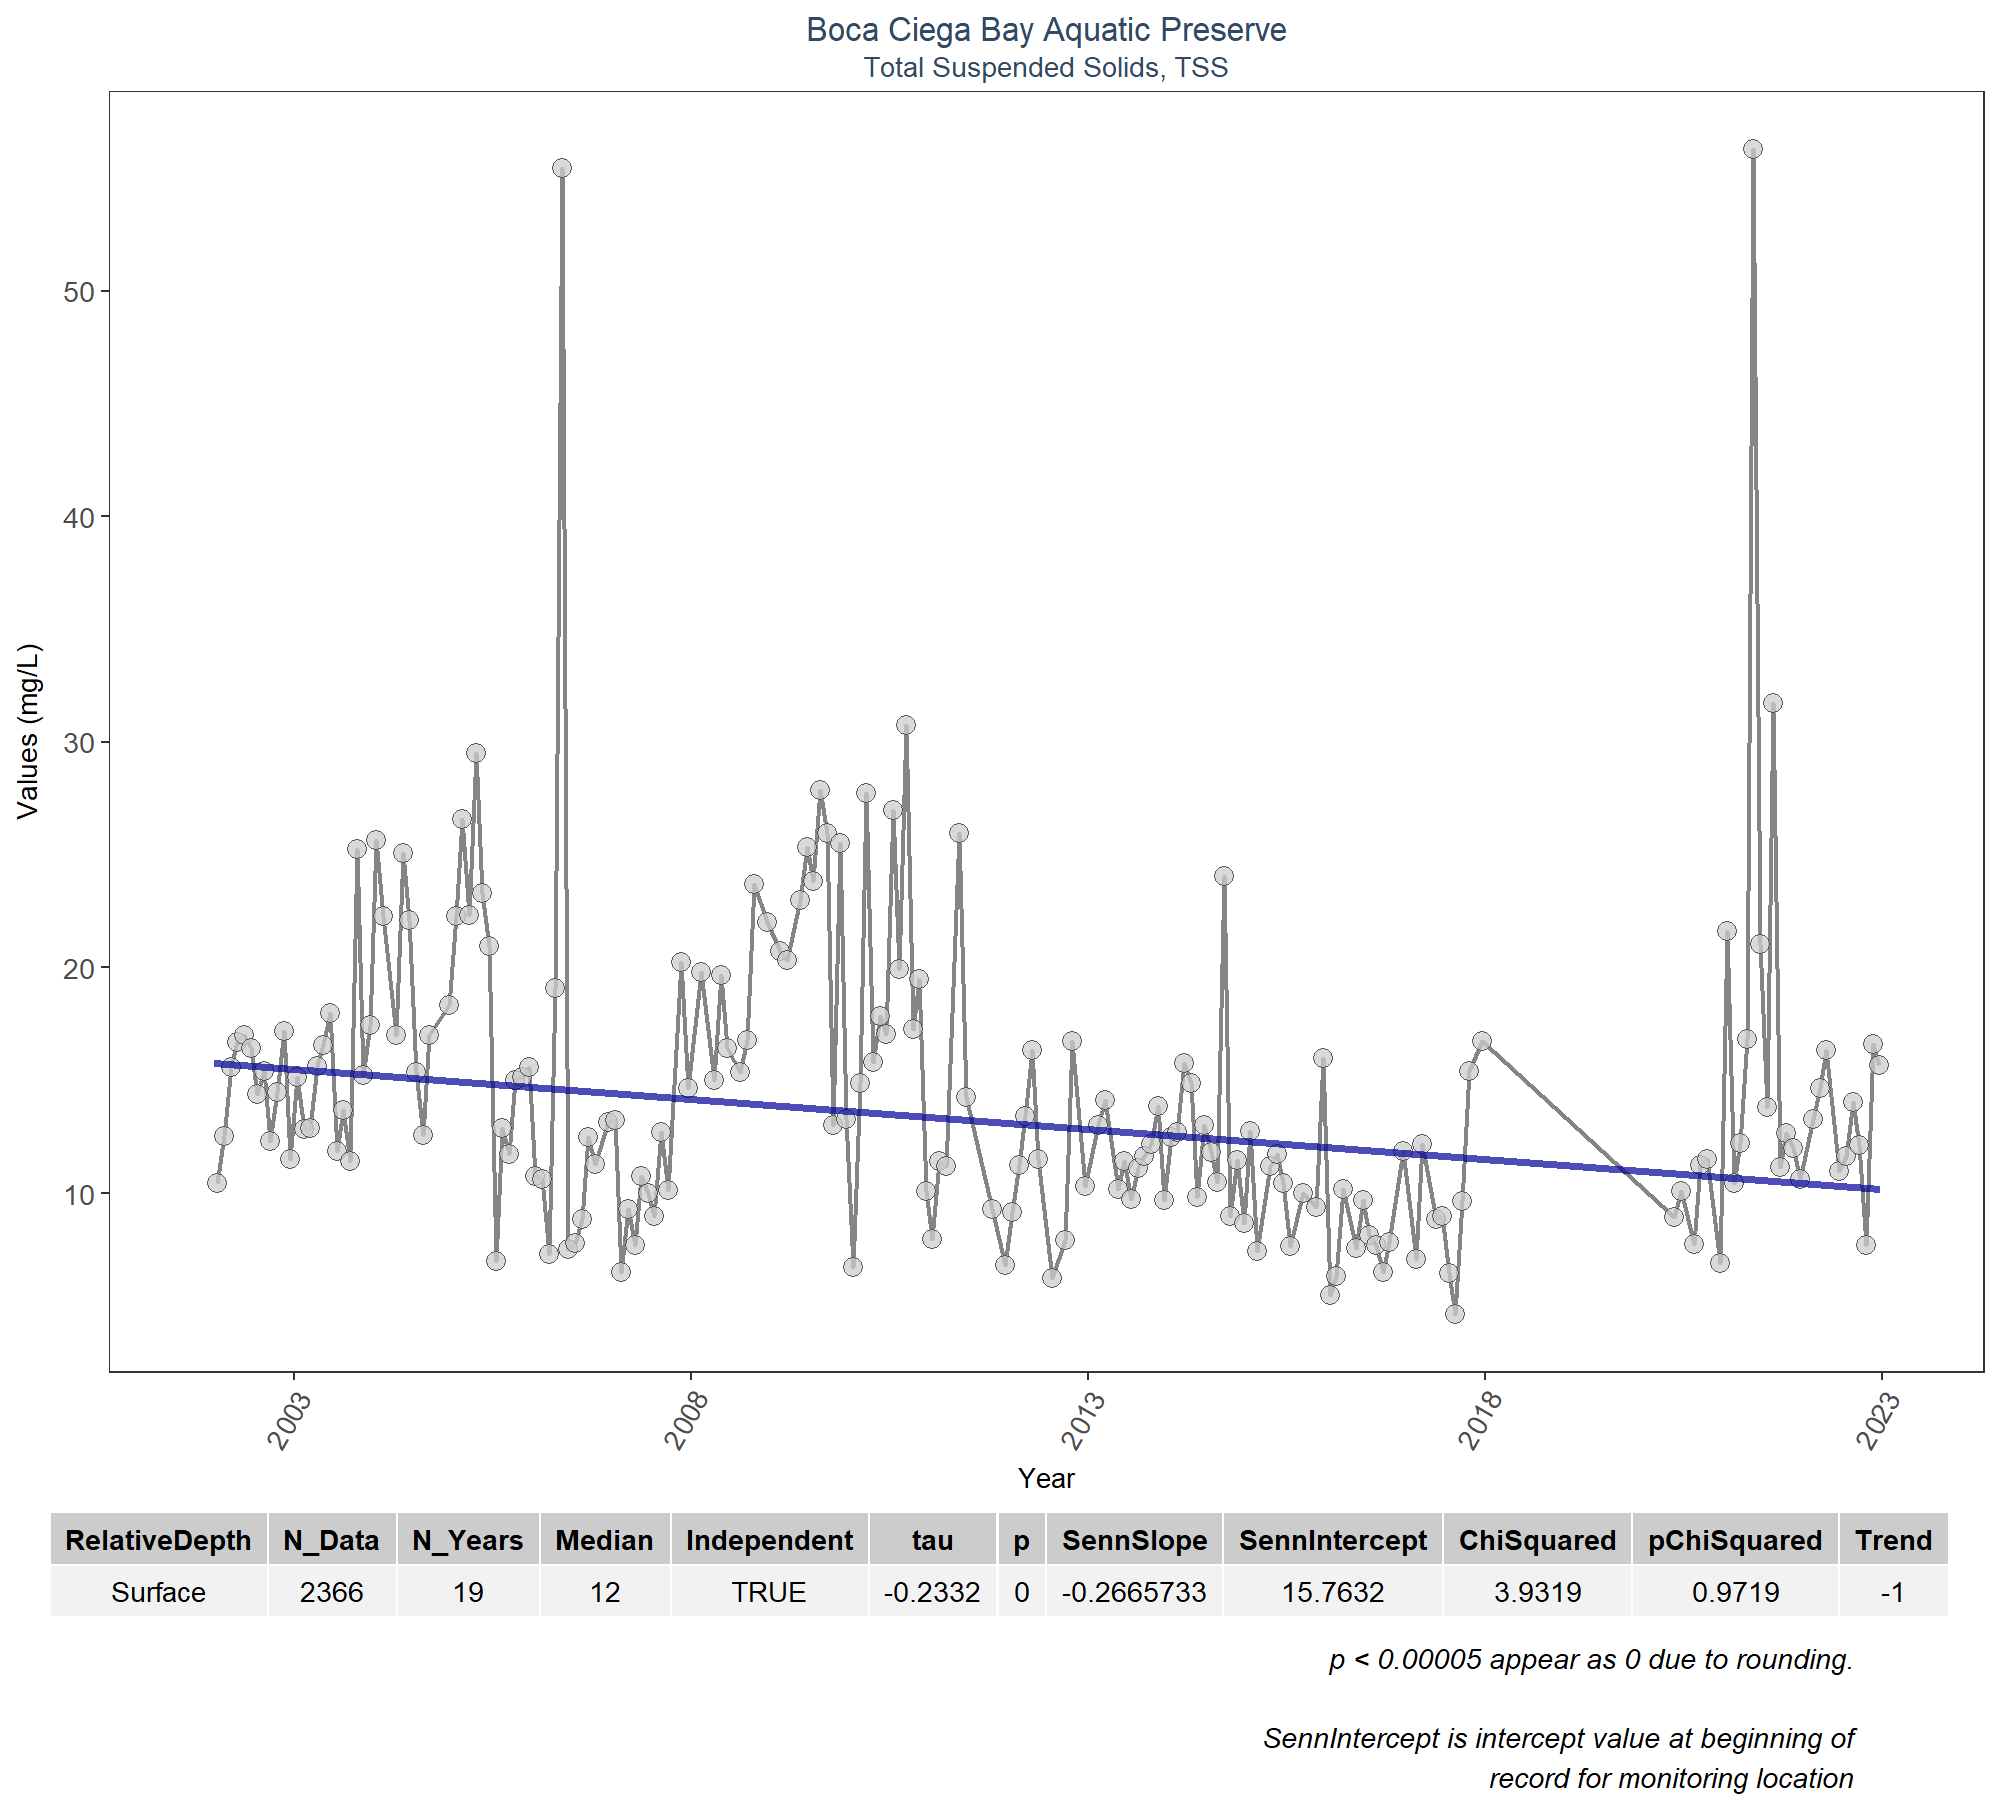 Boca Ciega Bay Aquatic Preserve
Total Suspended Solids, TSS
Values (mg/L)
50
40
30
20
10
2003 2008 2013 2018 2023
Year
RelativeDepth N_Data N_Years Median Independent tau p SennSlope SennIntercept ChiSquared pChiSquared Trend
Surface 2366 19 12 TRUE -0.2332 0 -0.2665733 15.7632 3.9319 0.9719 -1
p < 0.00005 appear as 0 due to rounding.
SennIntercept is intercept value at beginning of
record for monitoring location